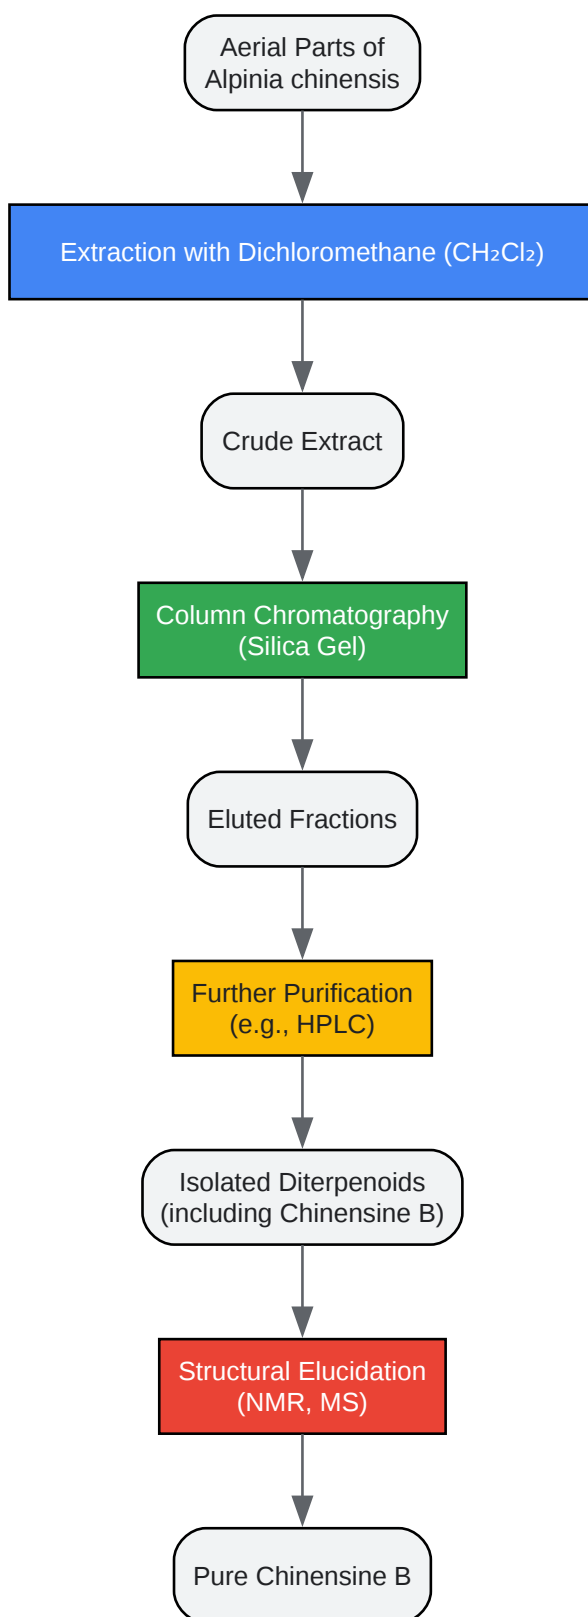 Aerial Parts of
Alpinia chinensis
Extraction with Dichloromethane (CH₂Cl₂)
Crude Extract
Column Chromatography
(Silica Gel)
Eluted Fractions
Further Purification
(e.g., HPLC)
Isolated Diterpenoids
(including Chinensine B)
Structural Elucidation
(NMR, MS)
Pure Chinensine B